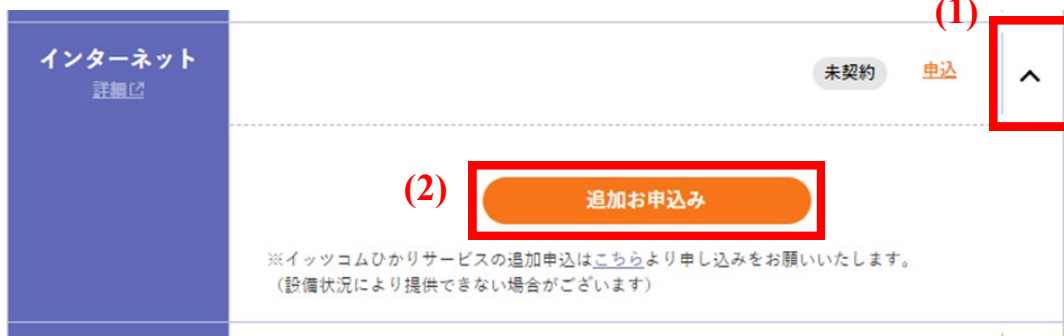 (1)
インターネット
詳細
未契約
申込
(2)
追加お申込み
※イッツコムひかりサービスの追加申込はこちらより申し込みをお願いいたします。
（設備状況により提供できない場合がございます）